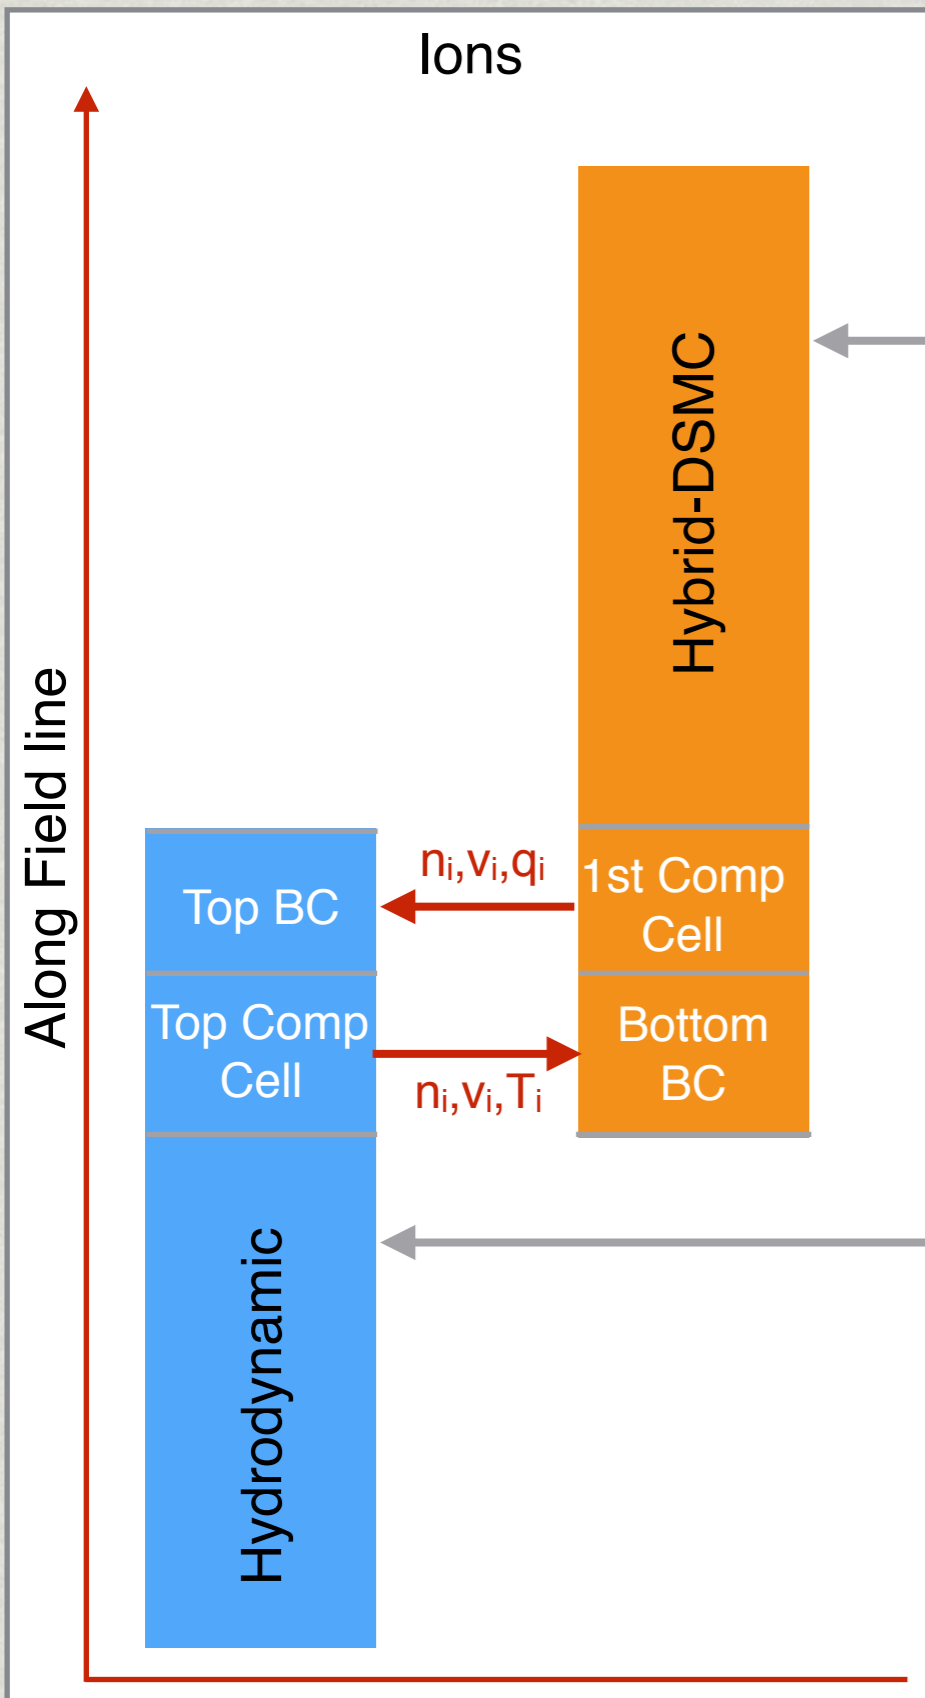 Ions
Along Field line
Hybrid-DSMC
Top BC
nᵢ,vᵢ,qᵢ
1st Comp
Cell
Top Comp
Cell
nᵢ,vᵢ,Tᵢ
Bottom
BC
Hydrodynamic